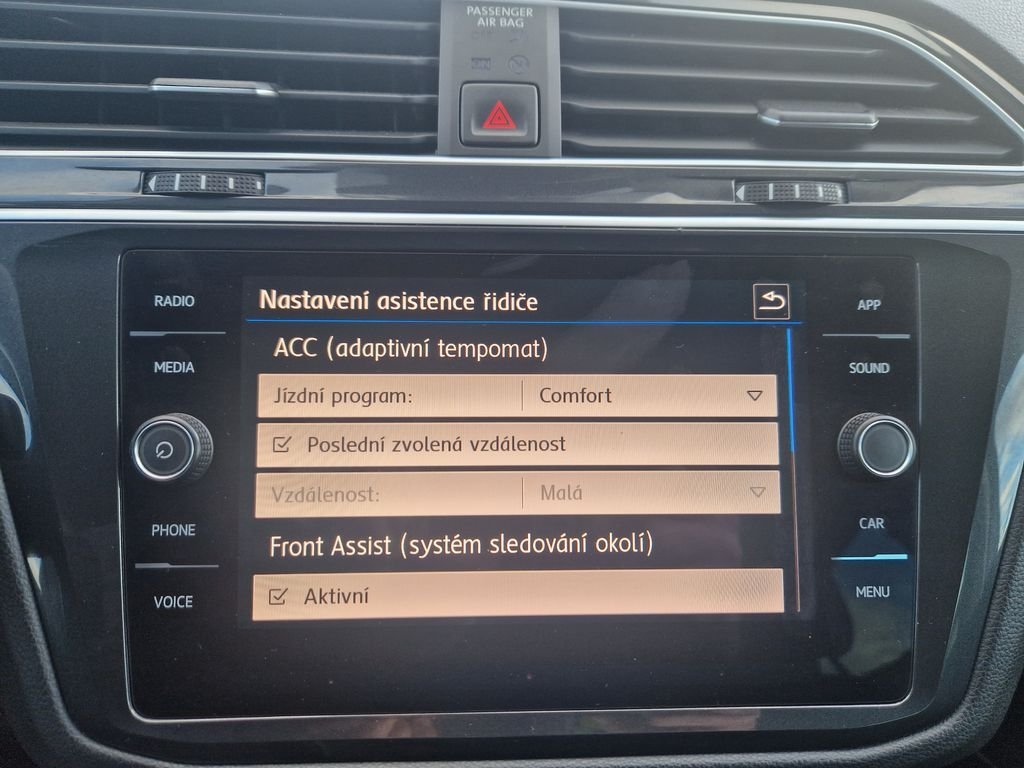 PASSENGER
AIR BAG
RADIO
MEDIA
PHONE
VOICE
Nastavení asistence řidiče
ACC (adaptivní tempomat)
Jízdní program: Comfort
Poslední zvolená vzdálenost
Vzdálenost: Malá
Front Assist (systém sledování okolí)
Aktivní
APP
SOUND
CAR
MENU